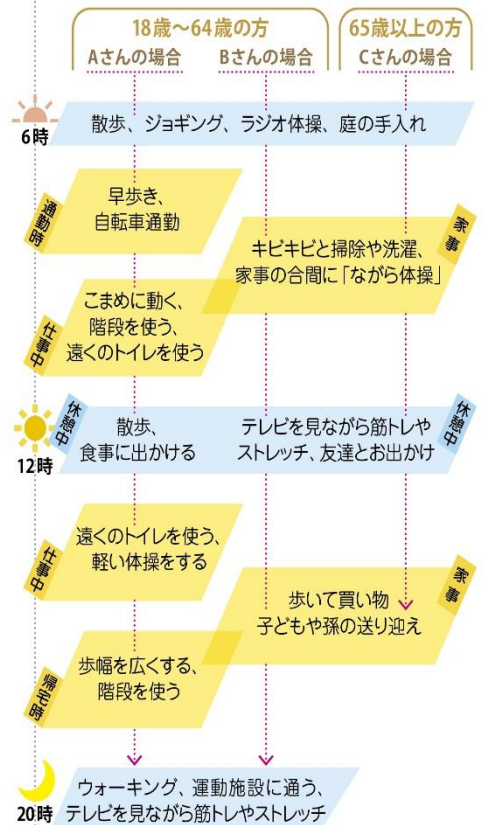 18歳～64歳の方
65歳以上の方
Aさんの場合
Bさんの場合
Cさんの場合
6時
散歩、ジョギング、ラジオ体操、庭の手入れ
通勤時
早歩き、
自転車通勤
家事
キビキビと掃除や洗濯、
家事の合間に「ながら体操」
仕事中
こまめに動く、
階段を使う、
遠くのトイレを使う
12時
休憩中
散歩、
食事に出かける
テレビを見ながら筋トレや
ストレッチ、友達とお出かけ
休憩中
仕事中
遠くのトイレを使う、
軽い体操をする
家事
歩いて買い物
子どもや孫の送り迎え
帰宅時
歩幅を広くする、
階段を使う
20時
ウォーキング、運動施設に通う、
テレビを見ながら筋トレやストレッチ